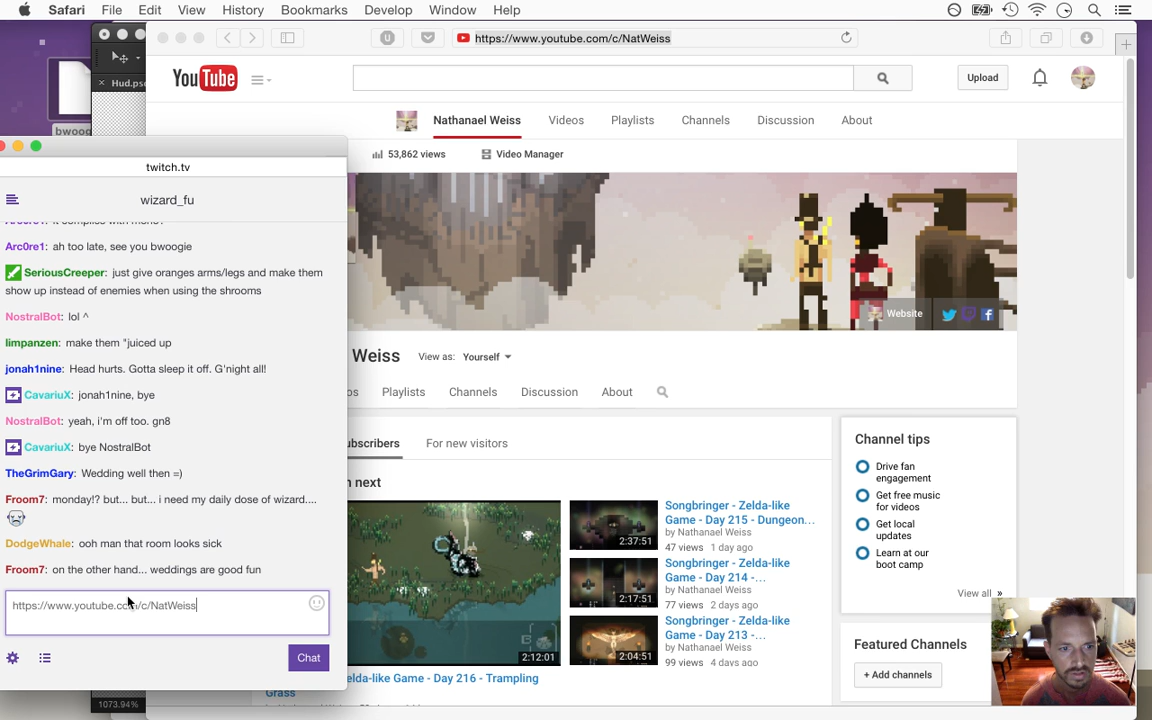 Safari File Edit View History Bookmarks Develop Window Help
Hud.ps
https://www.youtube.com/c/NatWeiss
YouTube
Upload
Nathanael Weiss Videos Playlists Channels Discussion About
bwoog
53,862 views Video Manager
twitch.tv
wizard_fu
Arc0re1: ah too late, see you bwoogie
SeriousCreeper: just give oranges arms/legs and make them
show up instead of enemies when using the shrooms
NostralBot: lol ^
limpanzen: make them "juiced up
jonah1nine: Head hurts. Gotta sleep it off. G'night all!
CavariuX: jonah1nine, bye
NostralBot: yeah, i'm off too. gn8
CavariuX: bye NostralBot
TheGrimGary: Wedding well then =)
Froom7: monday!? but... but... i need my daily dose of wizard....
DodgeWhale: ooh man that room looks sick
Froom7: on the other hand... weddings are good fun
https://www.youtube.com/c/NatWeiss
Chat
1073.94%
Website
Weiss View as: Yourself
os Playlists Channels Discussion About
ubscribers For new visitors
n next
2:12:01
elda-like Game - Day 216 - Trampling
Grass
2:37:51
Songbringer - Zelda-like
Game - Day 215 - Dungeon...
by Nathanael Weiss
47 views 1 day ago
2:17:51
Songbringer - Zelda-like
Game - Day 214 -...
by Nathanael Weiss
77 views 2 days ago
2:04:51
Songbringer - Zelda-like
Game - Day 213 -...
by Nathanael Weiss
99 views 4 days ago
Channel tips
Drive fan
engagement
Get free music
for videos
Get local
updates
Learn at our
boot camp
View all »
Featured Channels
+ Add channels